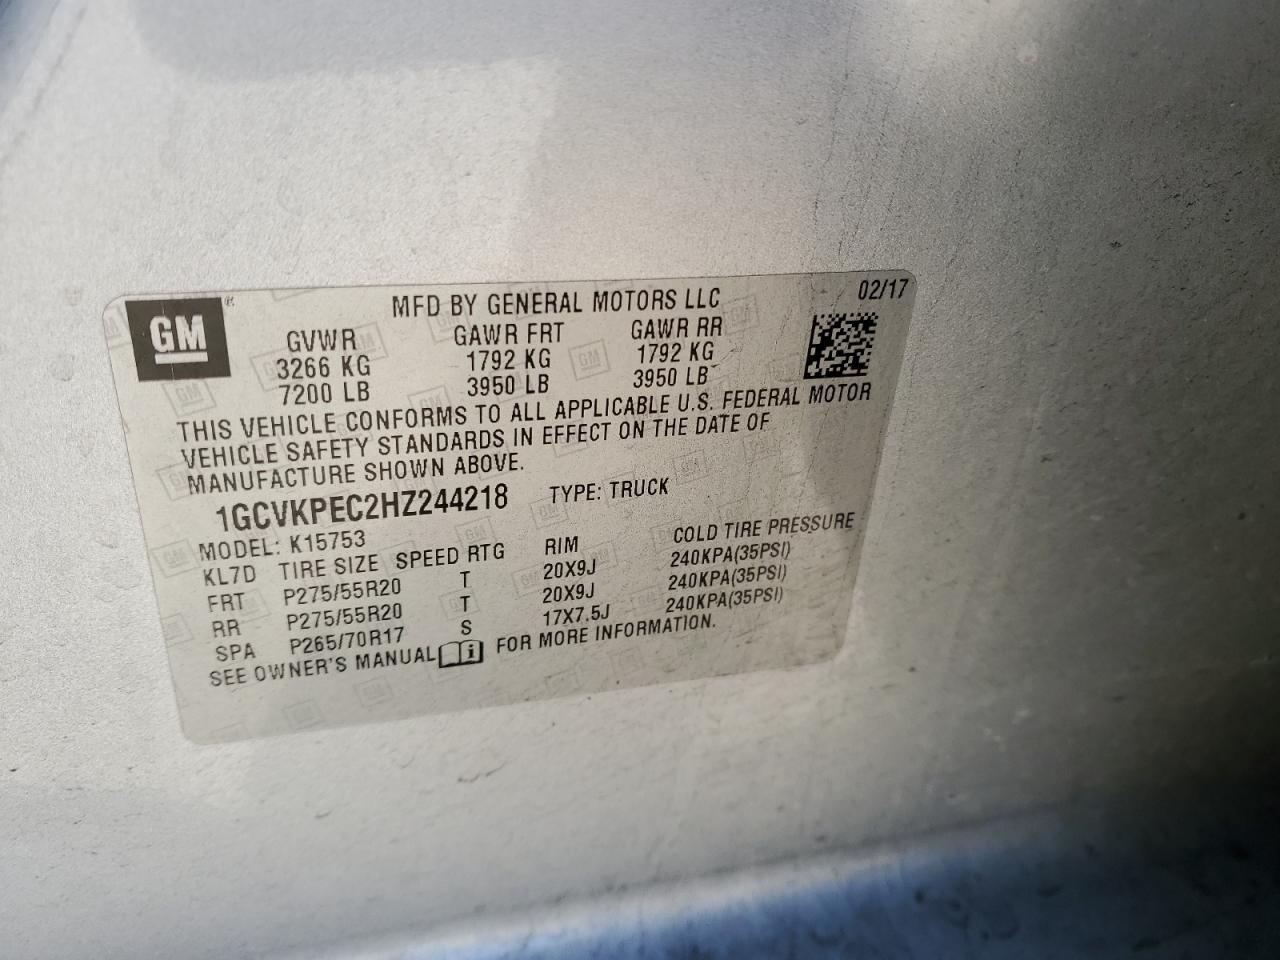 GM
®
MFD BY GENERAL MOTORS LLC
02/17
GVWR GAWR FRT GAWR RR
3266 KG 1792 KG 1792 KG
7200 LB 3950 LB 3950 LB
THIS VEHICLE CONFORMS TO ALL APPLICABLE U.S. FEDERAL MOTOR
VEHICLE SAFETY STANDARDS IN EFFECT ON THE DATE OF
MANUFACTURE SHOWN ABOVE.
1GCVKPEC2HZ244218 TYPE: TRUCK
MODEL: K15753
KL7D TIRE SIZE SPEED RTG RIM COLD TIRE PRESSURE
FRT P275/55R20 T 20X9J 240KPA(35PSI)
RR P275/55R20 T 20X9J 240KPA(35PSI)
SPA P265/70R17 S 17X7.5J 240KPA(35PSI)
SEE OWNER'S MANUAL i FOR MORE INFORMATION.